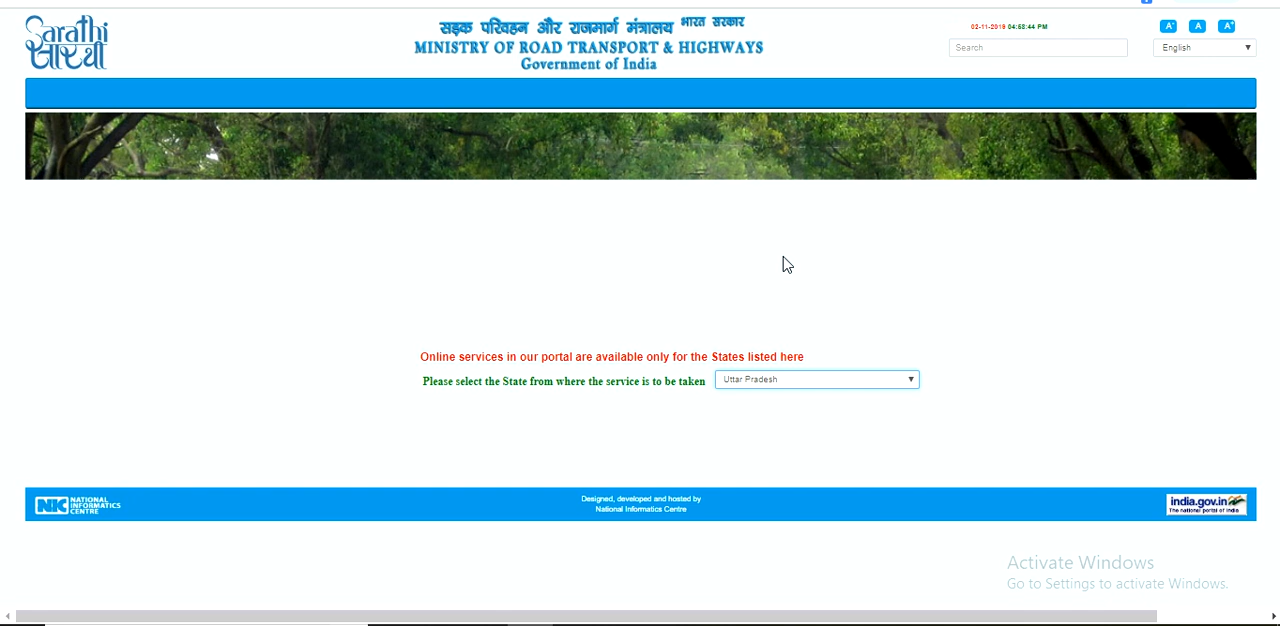 Sarathi
सारथी
सड़क परिवहन और राजमार्ग मंत्रालय भारत सरकार
MINISTRY OF ROAD TRANSPORT & HIGHWAYS
Government of India
02-11-2019 04:53:44 PM
A+ A A+
Search
English
Online services in our portal are available only for the States listed here
Please select the State from where the service is to be taken
Uttar Pradesh
NIC NATIONAL
INFORMATICS
CENTRE
Designed, developed and hosted by
National Informatics Centre
india.gov.in
The national portal of india
Activate Windows
Go to Settings to activate Windows.